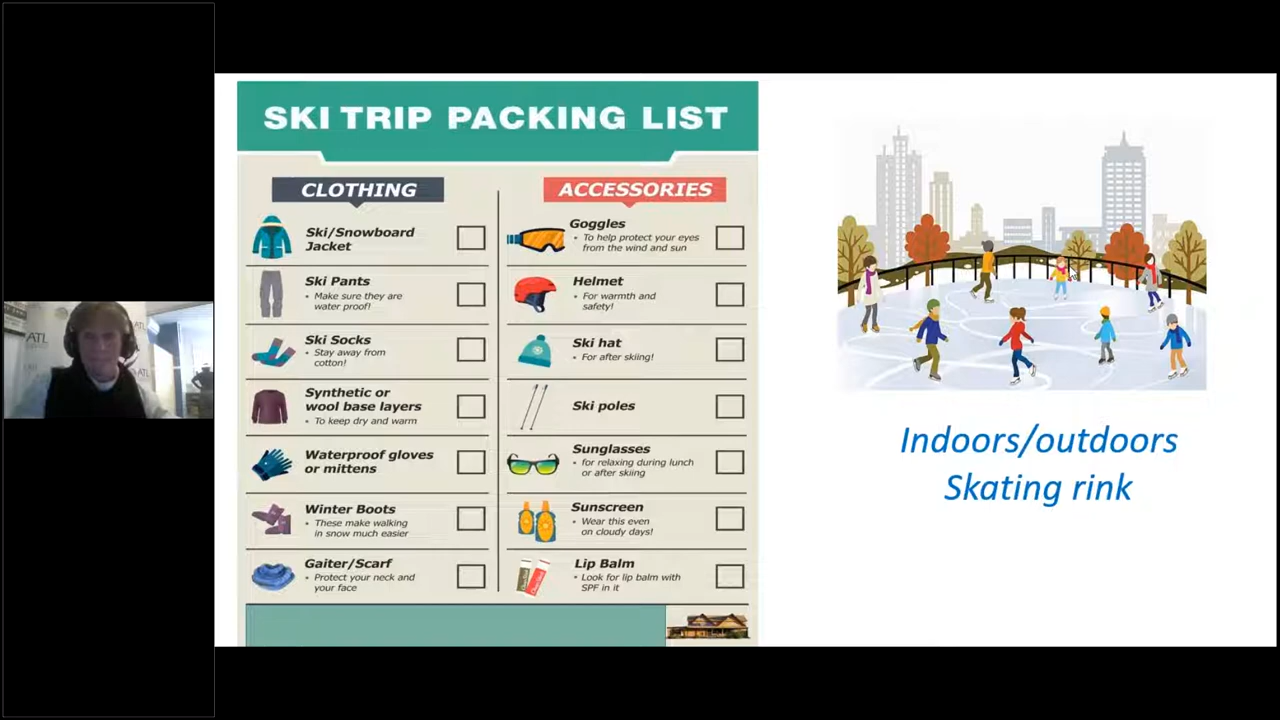 SKI TRIP PACKING LIST
CLOTHING
Ski/Snowboard
Jacket
Ski Pants
• Make sure they are
water proof!
Ski Socks
• Stay away from
cotton!
Synthetic or
wool base layers
• To keep dry and warm
Waterproof gloves
or mittens
Winter Boots
• These make walking
in snow much easier
Gaiter/Scarf
• Protect your neck and
your face
ACCESSORIES
Goggles
• To help protect your eyes
from the wind and sun
Helmet
• For warmth and
safety!
Ski hat
• For after skiing!
Ski poles
Sunglasses
• for relaxing during lunch
or after skiing
Sunscreen
• Wear this even
on cloudy days!
Lip Balm
• Look for lip balm with
SPF in it
Indoors/outdoors
Skating rink
ATL
ATL
ATL